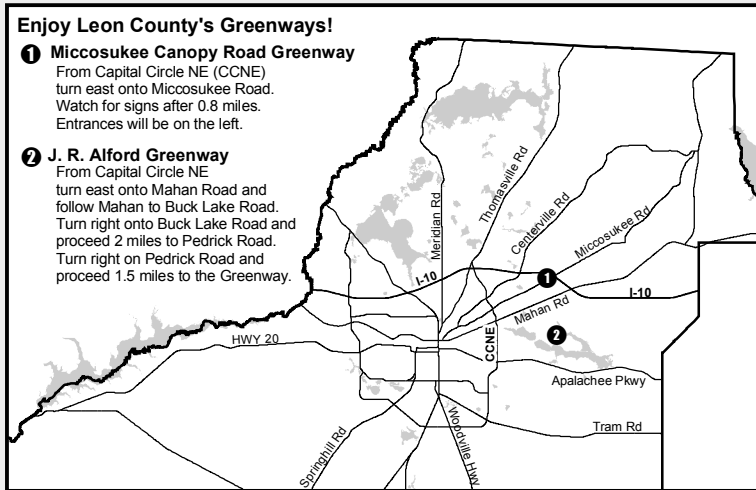 Enjoy Leon County's Greenways!
1 Miccosukee Canopy Road Greenway
From Capital Circle NE (CCNE)
turn east onto Miccosukee Road.
Watch for signs after 0.8 miles.
Entrances will be on the left.
2 J. R. Alford Greenway
From Capital Circle NE
turn east onto Mahan Road and
follow Mahan to Buck Lake Road.
Turn right onto Buck Lake Road and
proceed 2 miles to Pedrick Road.
Turn right on Pedrick Road and
proceed 1.5 miles to the Greenway.
Meridian Rd
Thomasville Rd
Centerville Rd
Miccosukee Rd
I-10
1
I-10
Mahan Rd
HWY 20
CCNE
2
Apalachee Pkwy
Springhill Rd
Woodville Hwy
Tram Rd